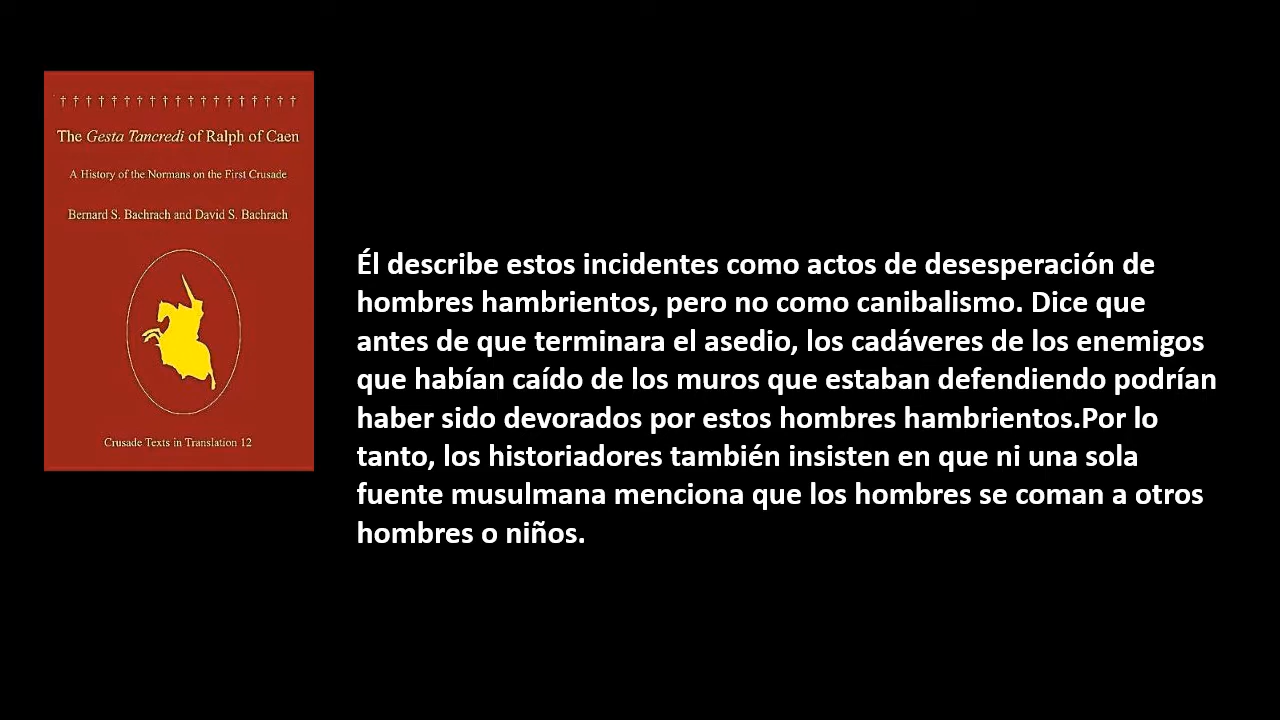 † † † † † † † † † † † † † † † † † † †
The Gesta Tancredi of Ralph of Caen
A History of the Normans on the First Crusade
Bernard S. Bachrach and David S. Bachrach
Crusade Texts in Translation 12
Él describe estos incidentes como actos de desesperación de
hombres hambrientos, pero no como canibalismo. Dice que
antes de que terminara el asedio, los cadáveres de los enemigos
que habían caído de los muros que estaban defendiendo podrían
haber sido devorados por estos hombres hambrientos.Por lo
tanto, los historiadores también insisten en que ni una sola
fuente musulmana menciona que los hombres se coman a otros
hombres o niños.